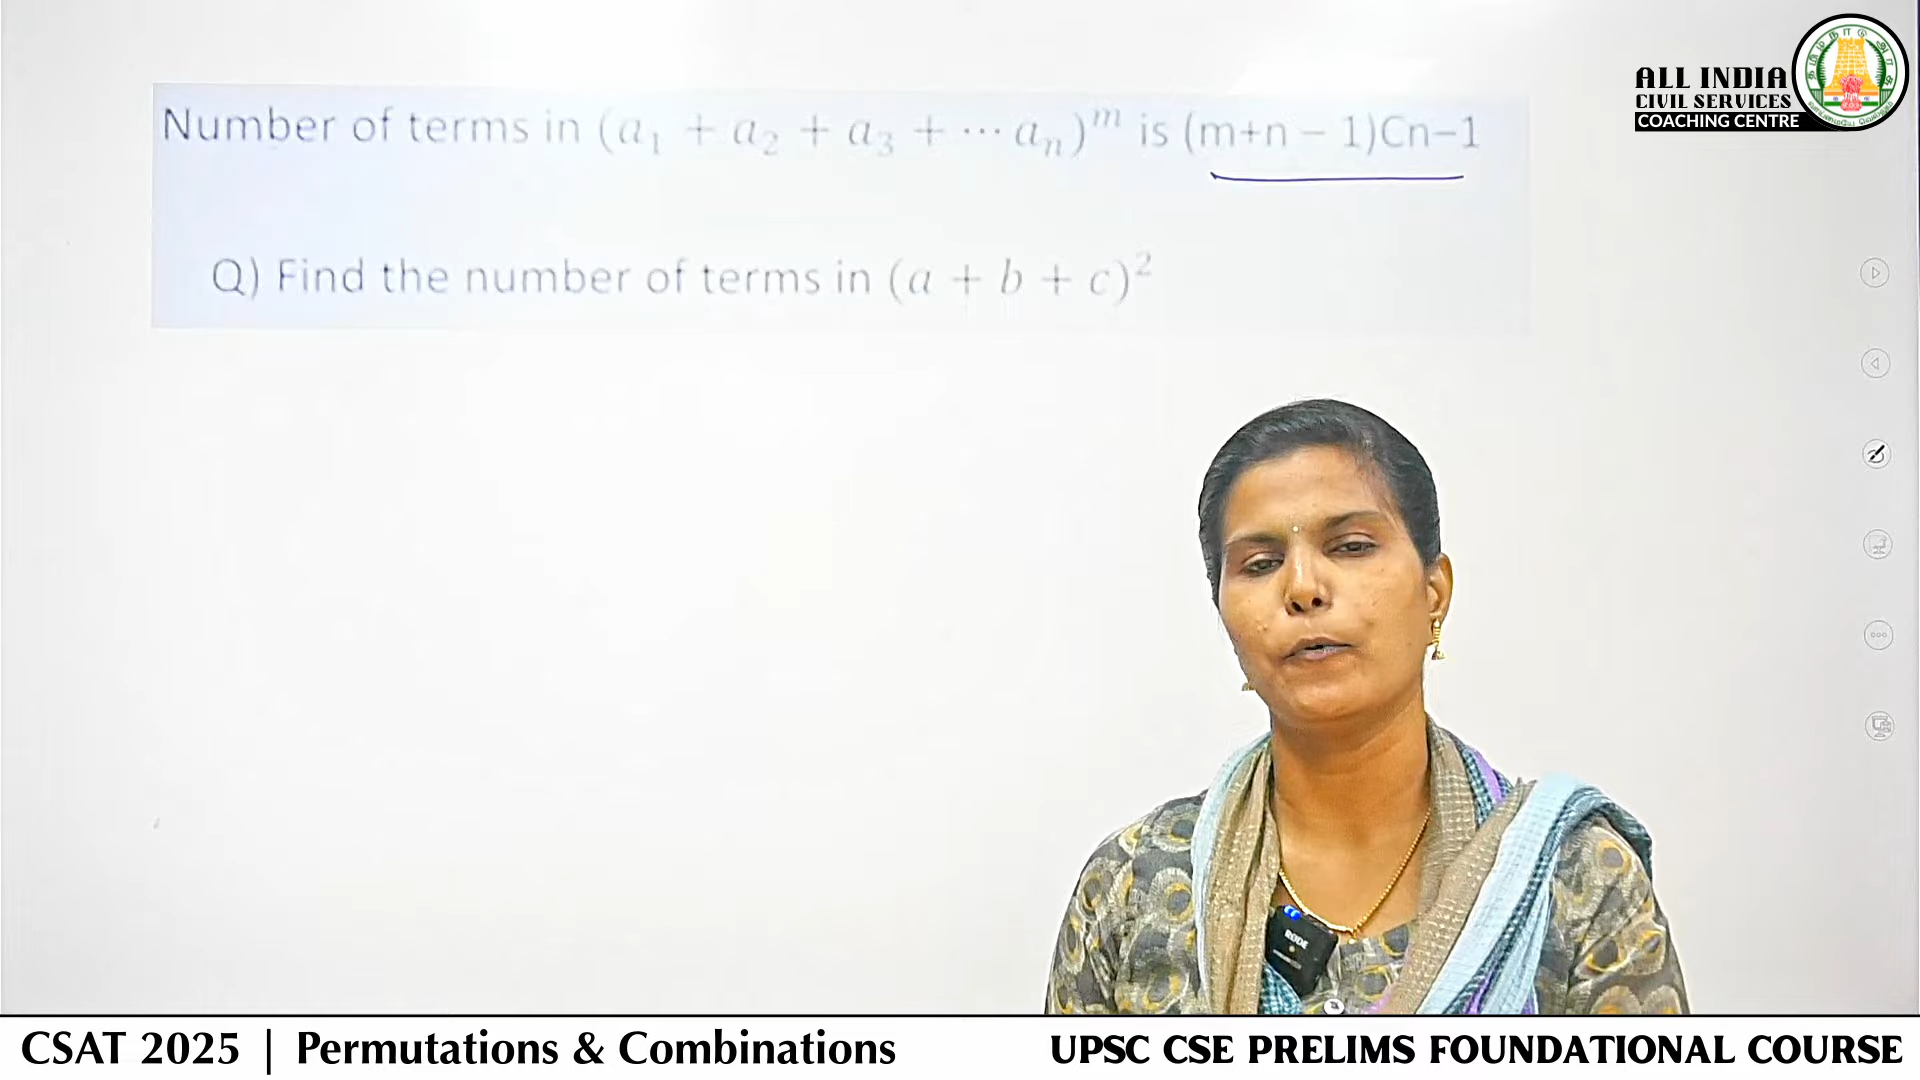 ALL INDIA
CIVIL SERVICES
COACHING CENTRE
Number of terms in (a₁ + a₂ + a₃ + ⋯ aₙ)ᵐ is (m+n – 1)Cn–1
Q) Find the number of terms in (a + b + c)²
RODE
CSAT 2025 | Permutations & Combinations
UPSC CSE PRELIMS FOUNDATIONAL COURSE